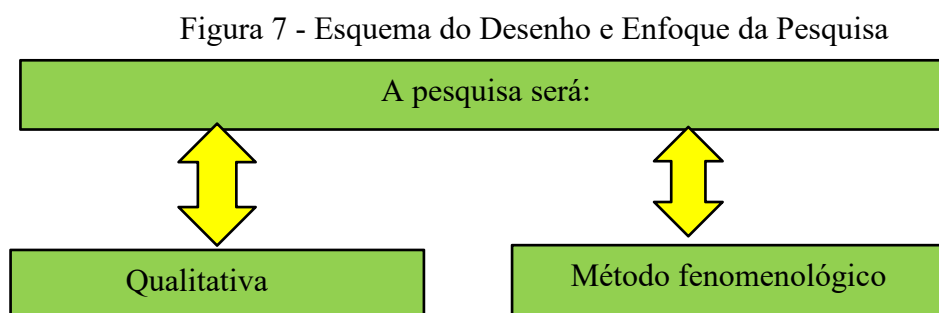 Figura 7 - Esquema do Desenho e Enfoque da Pesquisa
A pesquisa será:
Qualitativa
Método fenomenológico